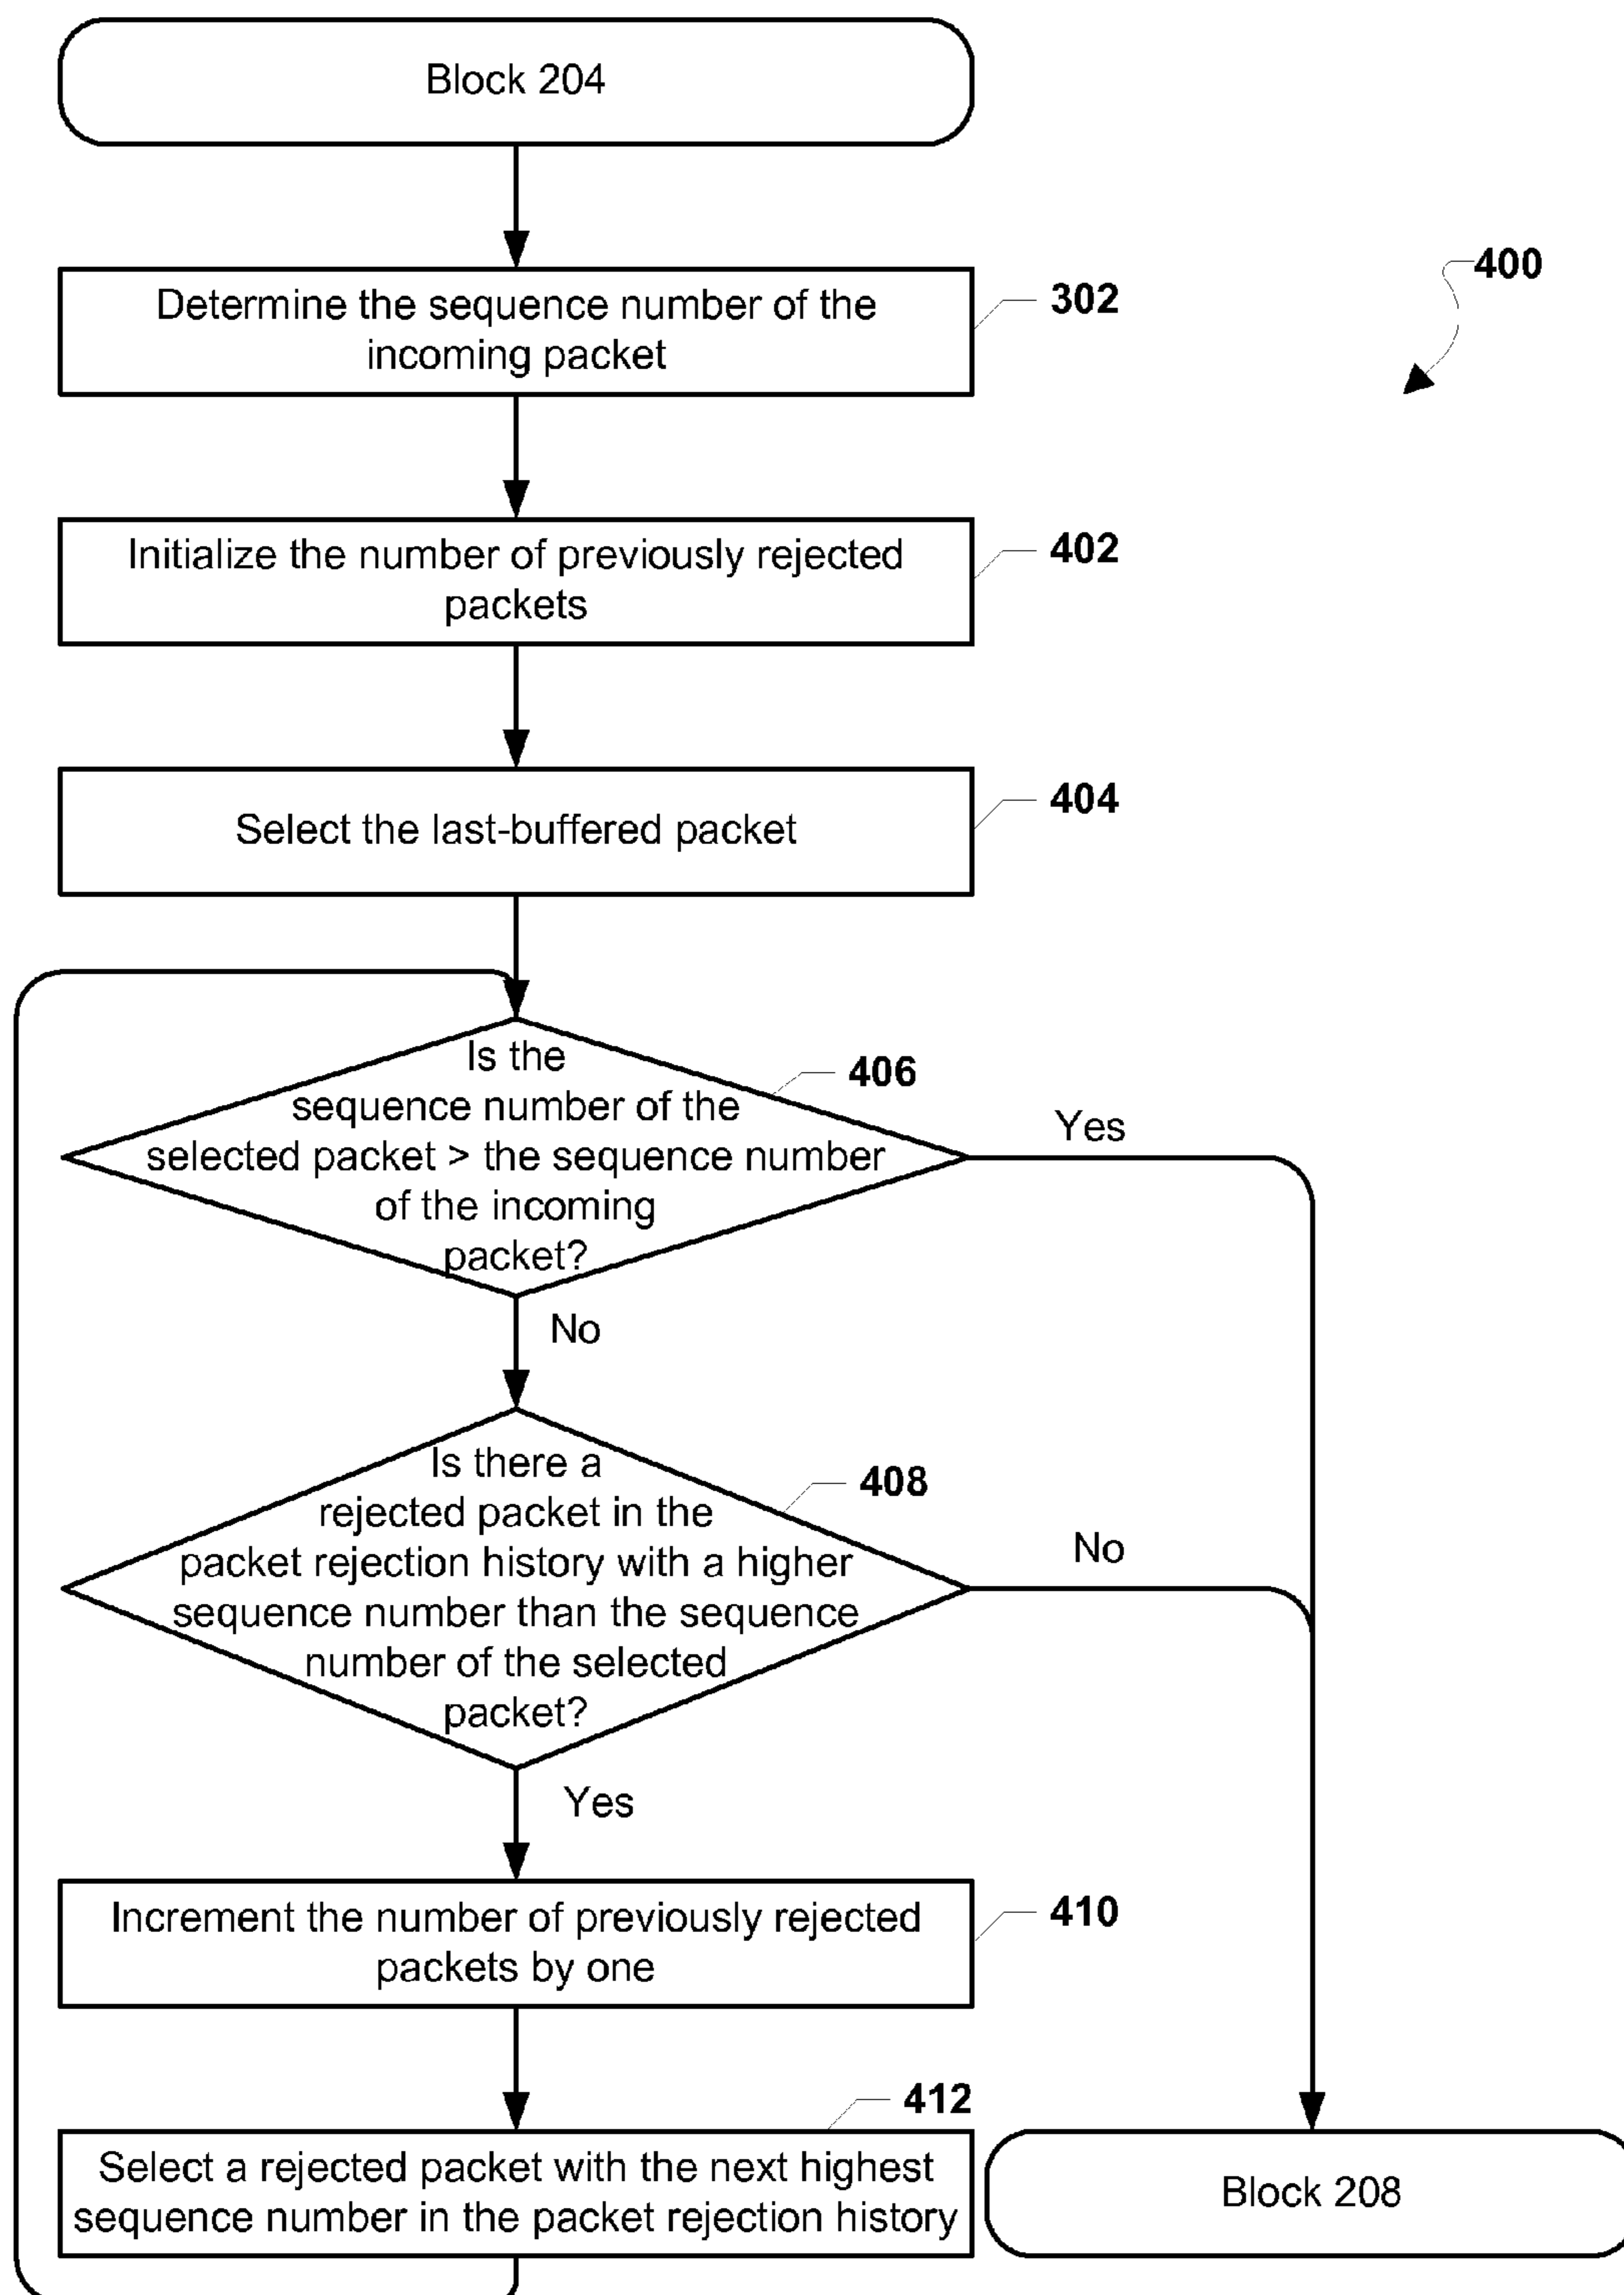 Block 204
Determine the sequence number of the
incoming packet
302
400
Initialize the number of previously rejected
packets
402
Select the last-buffered packet
404
Is the
sequence number of the
selected packet > the sequence number
of the incoming
packet?
406
Yes
No
Is there a
rejected packet in the
packet rejection history with a higher
sequence number than the sequence
number of the selected
packet?
408
No
Yes
Increment the number of previously rejected
packets by one
410
412
Select a rejected packet with the next highest
sequence number in the packet rejection history
Block 208